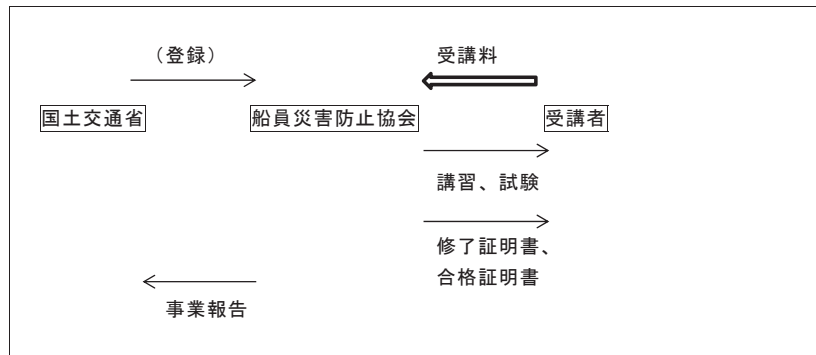 （登録）
受講料
国土交通省
船員災害防止協会
受講者
講習、試験
修了証明書、
合格証明書
事業報告